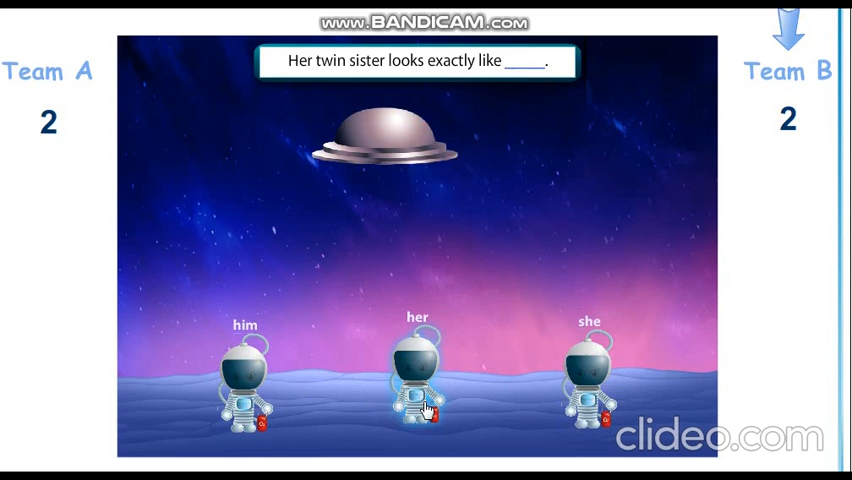 www.BANDICAM.com
Team A
2
Her twin sister looks exactly like _____.
Team B
2
him
her
she
clideo.com